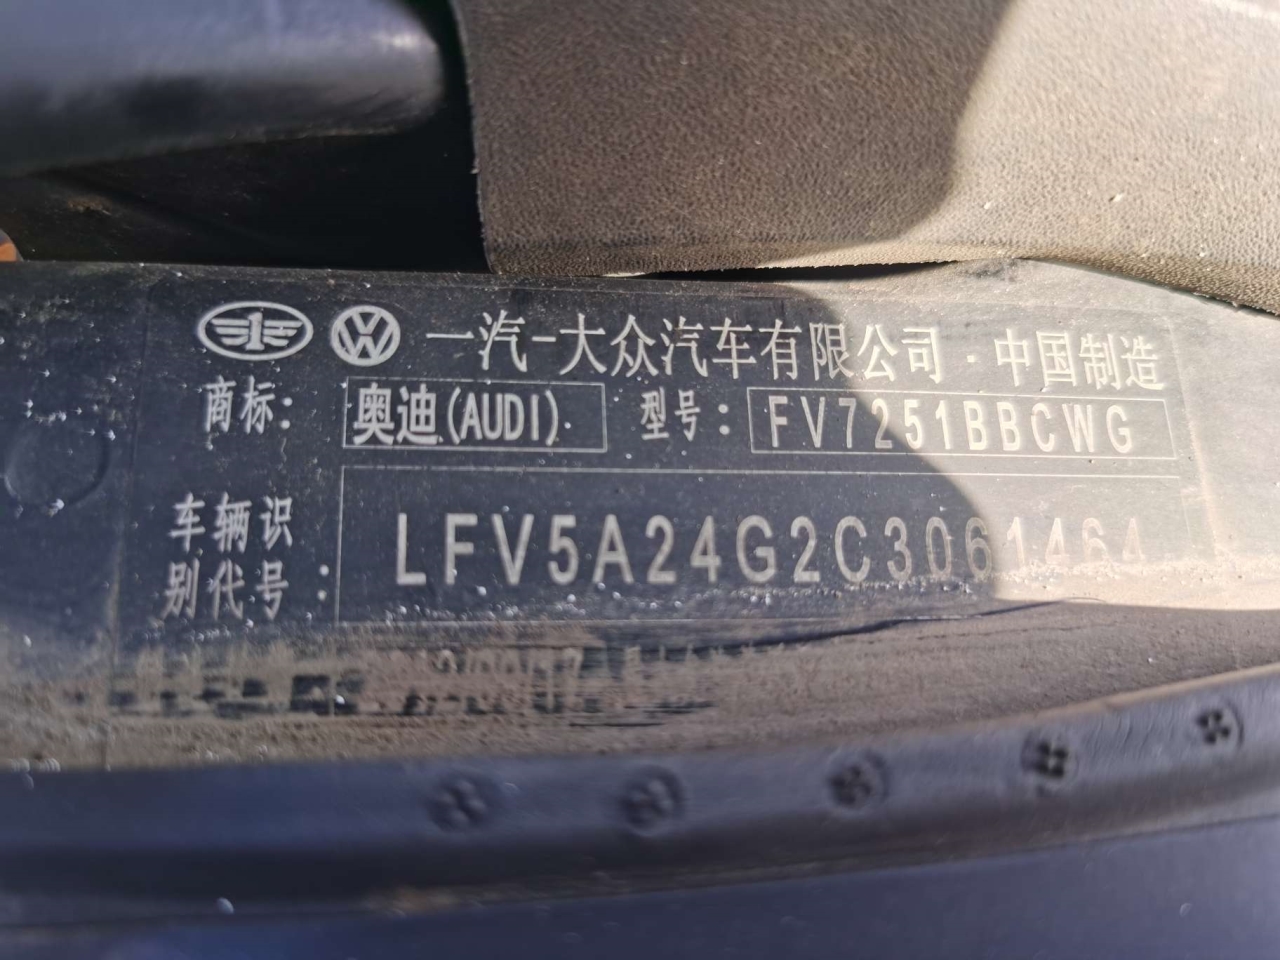 一汽-大众汽车有限公司·中国制造
商标: 奥迪(AUDI) 型号: FV7251BBCWG
车辆识
别代号: LFV5A24G2C3061464